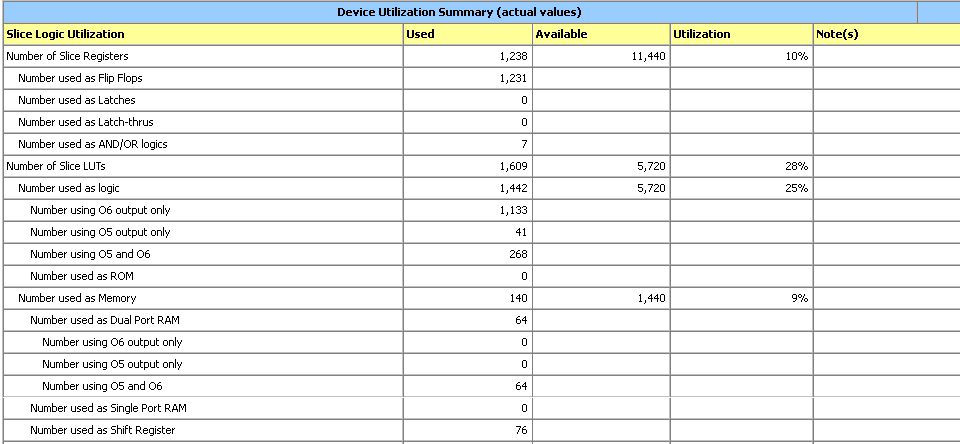 Device Utilization Summary (actual values)
Slice Logic Utilization Used Available Utilization Note(s)
Number of Slice Registers 1,238 11,440 10%
Number used as Flip Flops 1,231
Number used as Latches 0
Number used as Latch-thrus 0
Number used as AND/OR logics 7
Number of Slice LUTs 1,609 5,720 28%
Number used as logic 1,442 5,720 25%
Number using O6 output only 1,133
Number using O5 output only 41
Number using O5 and O6 268
Number used as ROM 0
Number used as Memory 140 1,440 9%
Number used as Dual Port RAM 64
Number using O6 output only 0
Number using O5 output only 0
Number using O5 and O6 64
Number used as Single Port RAM 0
Number used as Shift Register 76